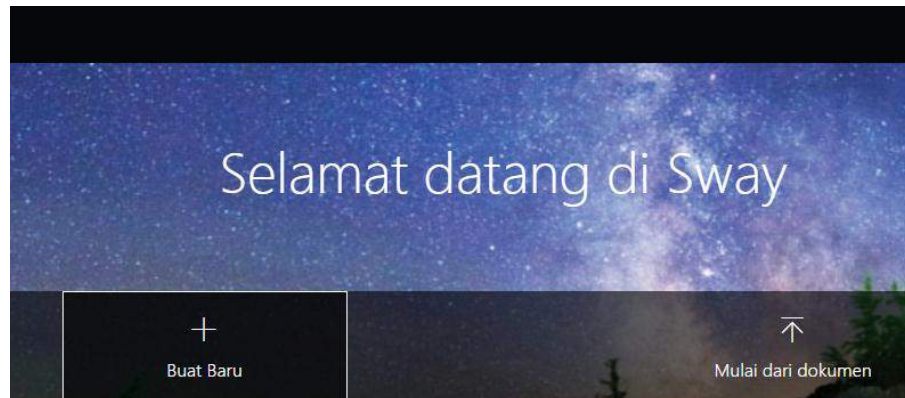 Selamat datang di Sway
Buat Baru
Mulai dari dokumen